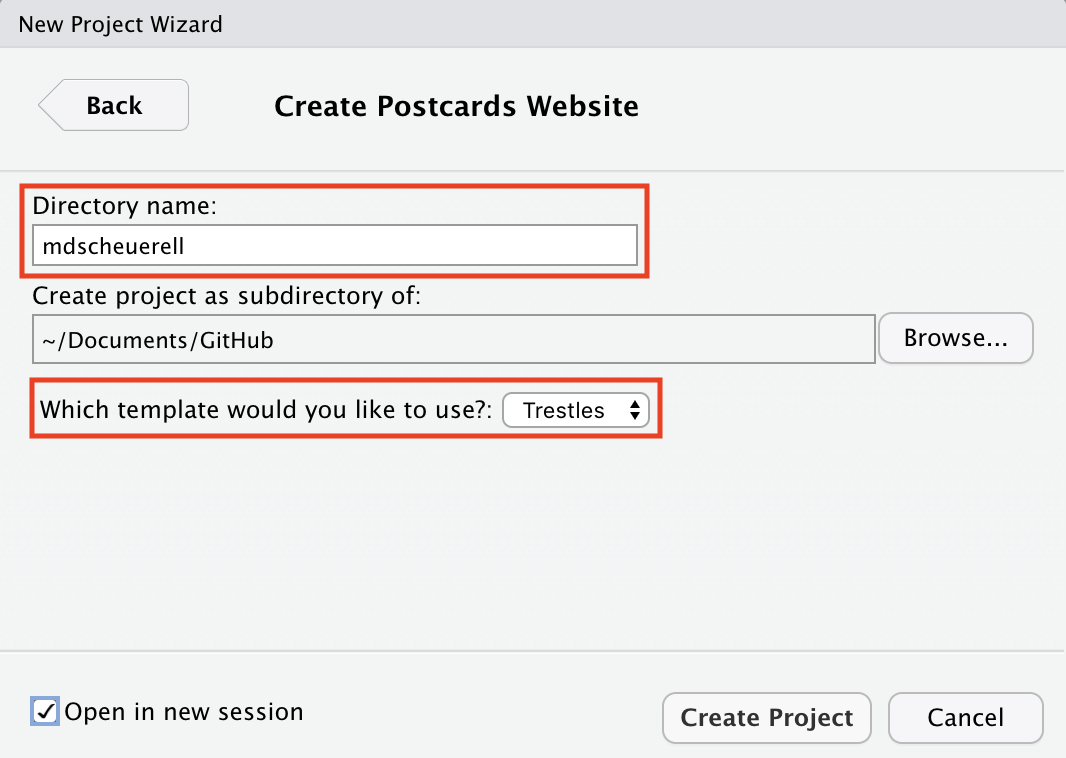 New Project Wizard
Back
Create Postcards Website
Directory name:
mdscheuerell
Create project as subdirectory of:
~/Documents/GitHub
Browse...
Which template would you like to use?: Trestles
Open in new session
Create Project
Cancel